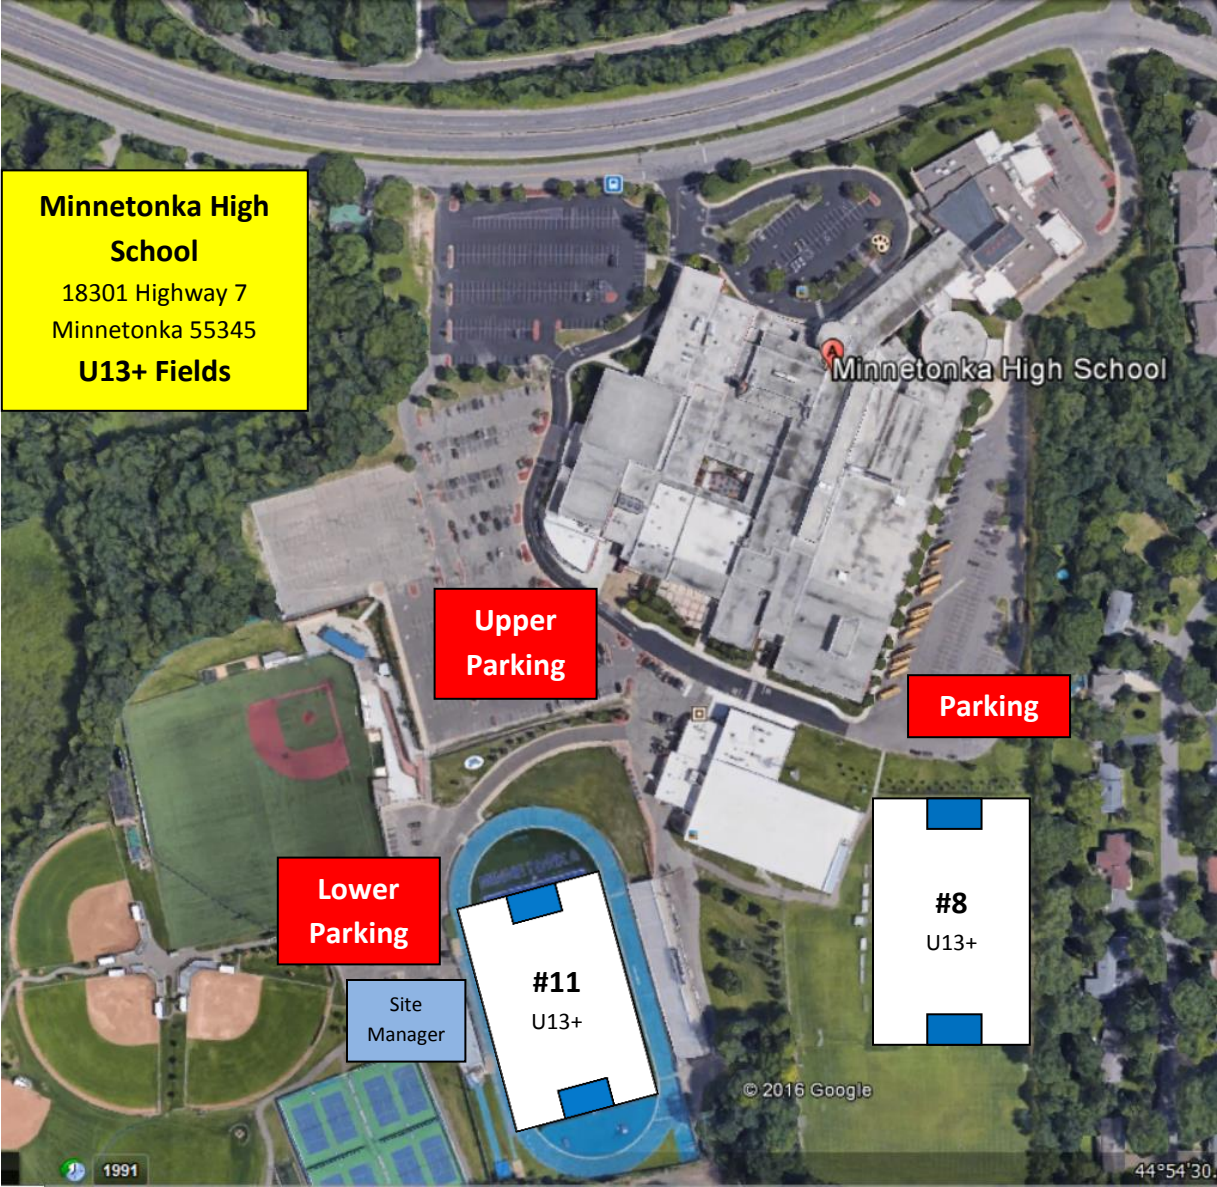 Minnetonka High
School
18301 Highway 7
Minnetonka 55345
U13+ Fields
A
Minnetonka High School
Upper
Parking
Parking
Lower
Parking
MINNETONKA
#8
U13+
#11
U13+
Site
Manager
© 2016 Google
1991
44°54'30.